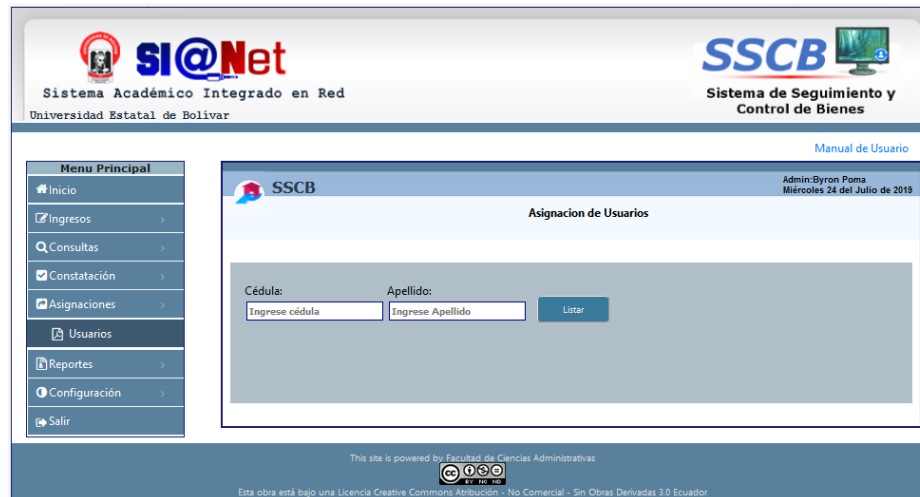 SI@Net
Sistema Académico Integrado en Red
Universidad Estatal de Bolívar
SSCB
Sistema de Seguimiento y
Control de Bienes
Manual de Usuario
Menu Principal
Inicio
Ingresos
Consultas
Constatación
Asignaciones
Usuarios
Reportes
Configuración
Salir
SSCB
Admin:Byron Poma
Miércoles 24 del Julio de 2019
Asignacion de Usuarios
Cédula:
Apellido:
Ingrese cédula
Ingrese Apellido
Listar
This site is powered by Facultad de Ciencias Administrativas
cc
BY NC ND
Esta obra está bajo una Licencia Creative Commons Atribución - No Comercial - Sin Obras Derivadas 3.0 Ecuador